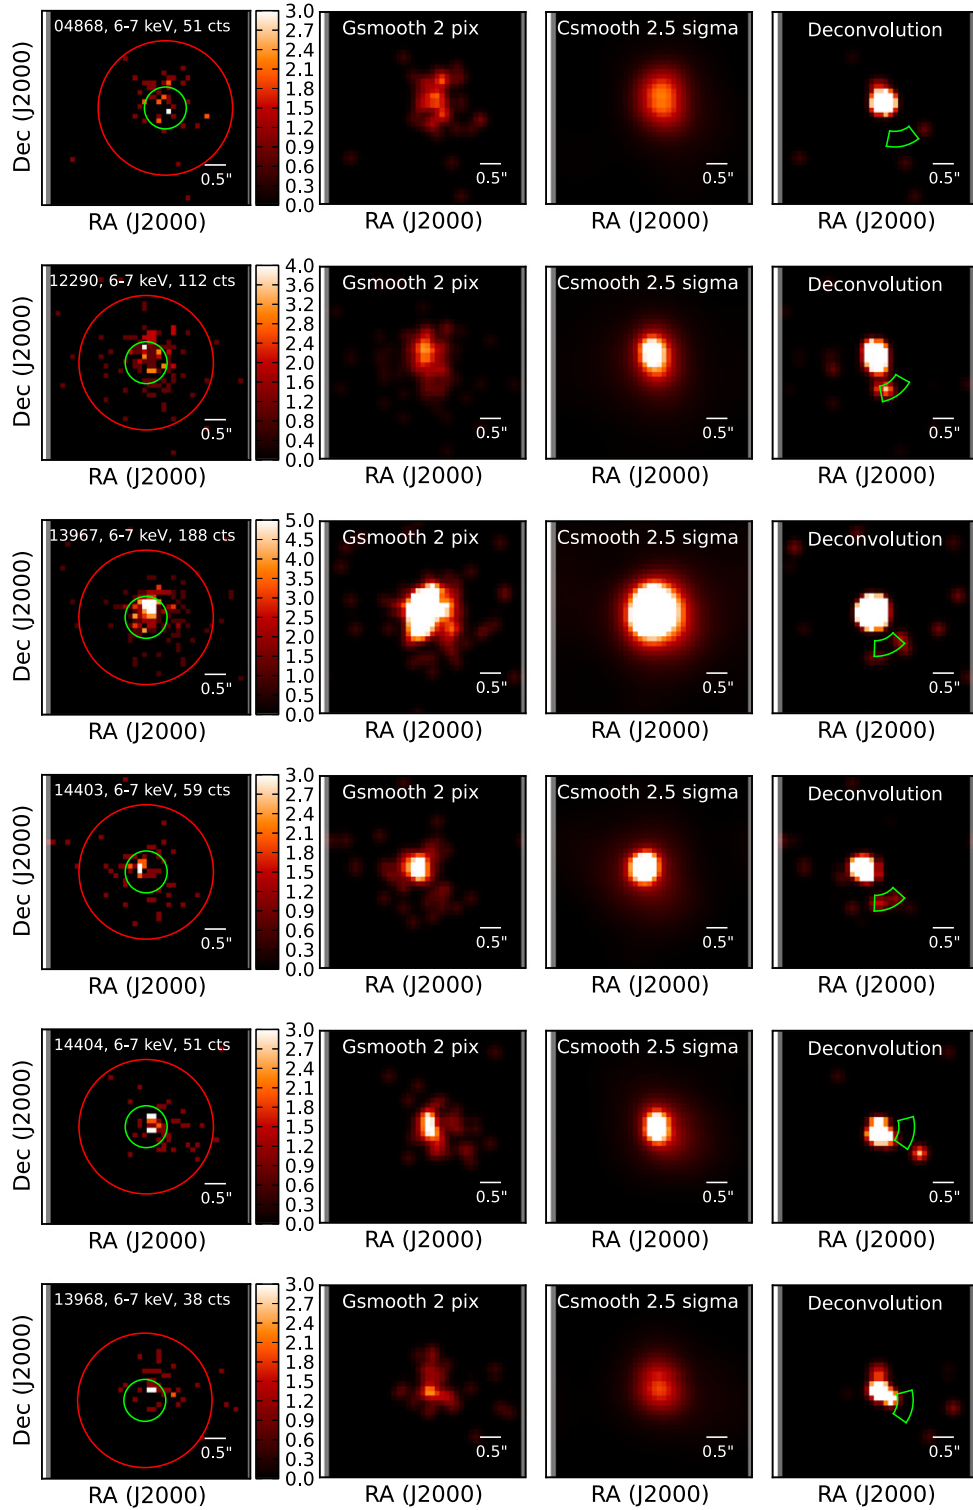 04868, 6-7 keV, 51 cts
Gsmooth 2 pix
Csmooth 2.5 sigma
Deconvolution
3.0
2.7
2.4
2.1
1.8
1.5
1.2
0.9
0.6
0.3
0.0
0.5"
0.5"
0.5"
0.5"
Dec (J2000)
RA (J2000)
RA (J2000)
RA (J2000)
RA (J2000)
12290, 6-7 keV, 112 cts
Gsmooth 2 pix
Csmooth 2.5 sigma
Deconvolution
4.0
3.6
3.2
2.8
2.4
2.0
1.6
1.2
0.8
0.4
0.0
0.5"
0.5"
0.5"
0.5"
Dec (J2000)
RA (J2000)
RA (J2000)
RA (J2000)
RA (J2000)
13967, 6-7 keV, 188 cts
Gsmooth 2 pix
Csmooth 2.5 sigma
Deconvolution
5.0
4.5
4.0
3.5
3.0
2.5
2.0
1.5
1.0
0.5
0.0
0.5"
0.5"
0.5"
0.5"
Dec (J2000)
RA (J2000)
RA (J2000)
RA (J2000)
RA (J2000)
14403, 6-7 keV, 59 cts
Gsmooth 2 pix
Csmooth 2.5 sigma
Deconvolution
3.0
2.7
2.4
2.1
1.8
1.5
1.2
0.9
0.6
0.3
0.0
0.5"
0.5"
0.5"
0.5"
Dec (J2000)
RA (J2000)
RA (J2000)
RA (J2000)
RA (J2000)
14404, 6-7 keV, 51 cts
Gsmooth 2 pix
Csmooth 2.5 sigma
Deconvolution
3.0
2.7
2.4
2.1
1.8
1.5
1.2
0.9
0.6
0.3
0.0
0.5"
0.5"
0.5"
0.5"
Dec (J2000)
RA (J2000)
RA (J2000)
RA (J2000)
RA (J2000)
13968, 6-7 keV, 38 cts
Gsmooth 2 pix
Csmooth 2.5 sigma
Deconvolution
3.0
2.7
2.4
2.1
1.8
1.5
1.2
0.9
0.6
0.3
0.0
0.5"
0.5"
0.5"
0.5"
Dec (J2000)
RA (J2000)
RA (J2000)
RA (J2000)
RA (J2000)